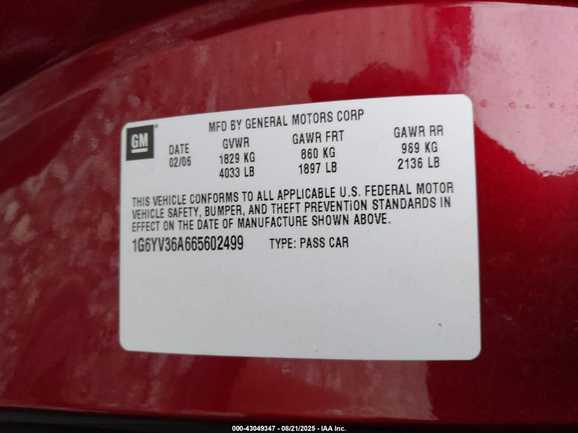 MFD BY GENERAL MOTORS CORP
GM
DATE GVWR GAWR FRT GAWR RR
02/05 1829 KG 860 KG 969 KG
4033 LB 1897 LB 2136 LB
THIS VEHICLE CONFORMS TO ALL APPLICABLE U.S. FEDERAL MOTOR
VEHICLE SAFETY, BUMPER, AND THEFT PREVENTION STANDARDS IN
EFFECT ON THE DATE OF MANUFACTURE SHOWN ABOVE.
1G6YV36A665602499 TYPE: PASS CAR
000-43049347 - 08/21/2025 - IAA Inc.